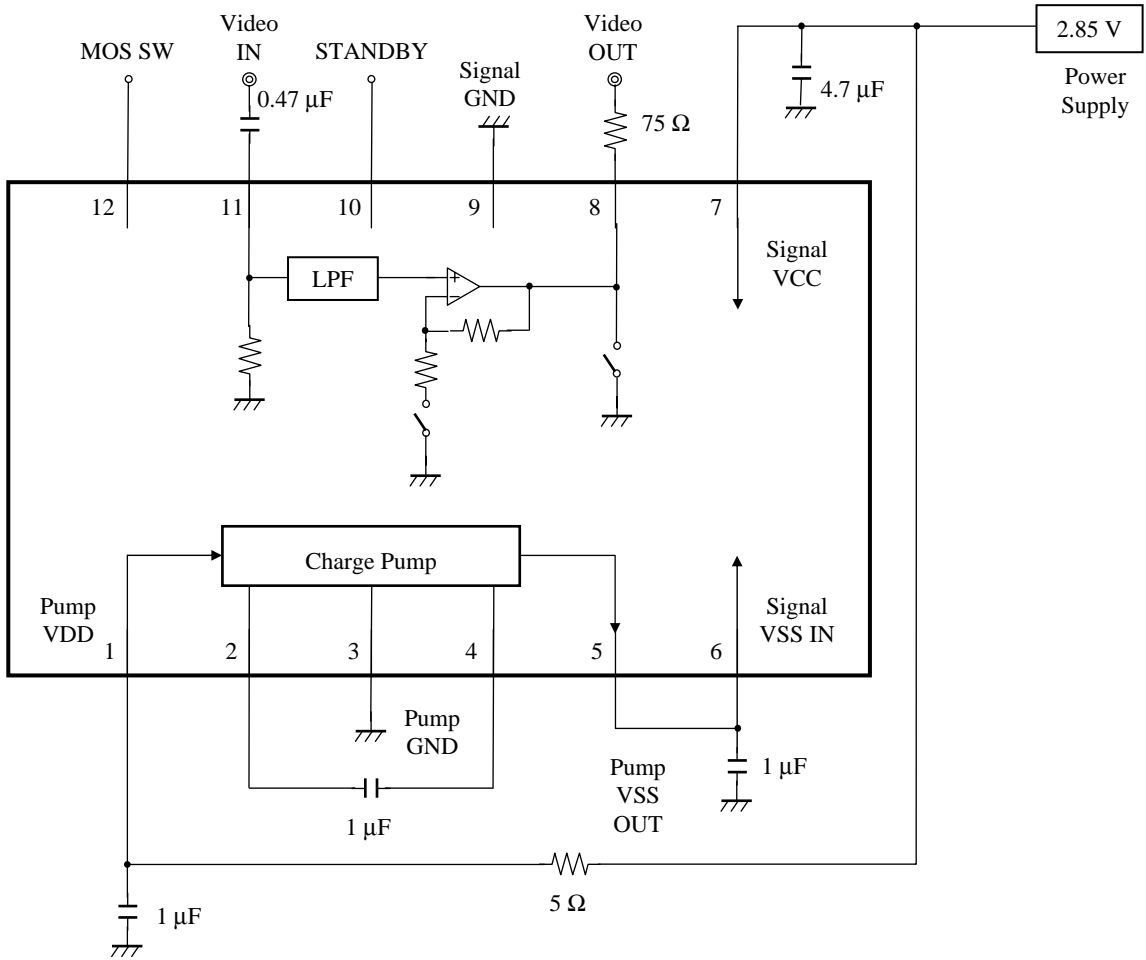 Video
IN
Video
OUT
2.85 V
MOS SW
STANDBY
Signal
GND
Power
Supply
0.47 μF
4.7 μF
75 Ω
12
11
10
9
8
7
LPF
+
−
Signal
VCC
Charge Pump
Pump
VDD
Signal
VSS IN
1
2
3
4
5
6
Pump
GND
Pump
VSS
OUT
1 μF
1 μF
5 Ω
1 μF